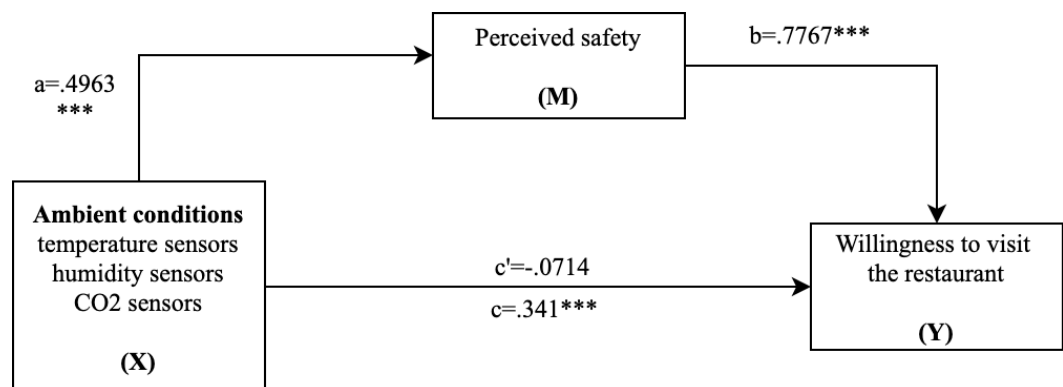 Perceived safety
(M)
b=.7767***
a=.4963
***
Ambient conditions
temperature sensors
humidity sensors
CO2 sensors
(X)
c'=-.0714
c=.341***
Willingness to visit
the restaurant
(Y)